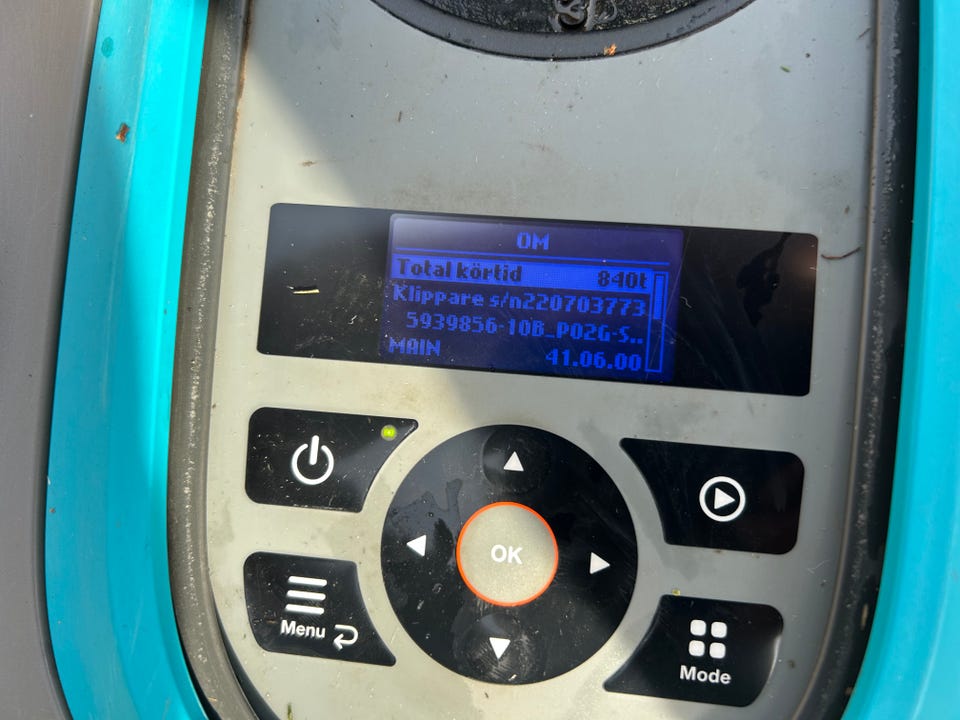 OM
Total körtid 840t
Klippare s/n220703773
5939856-10B_P02G-S..
MAIN 41.06.00
OK
Menu
Mode